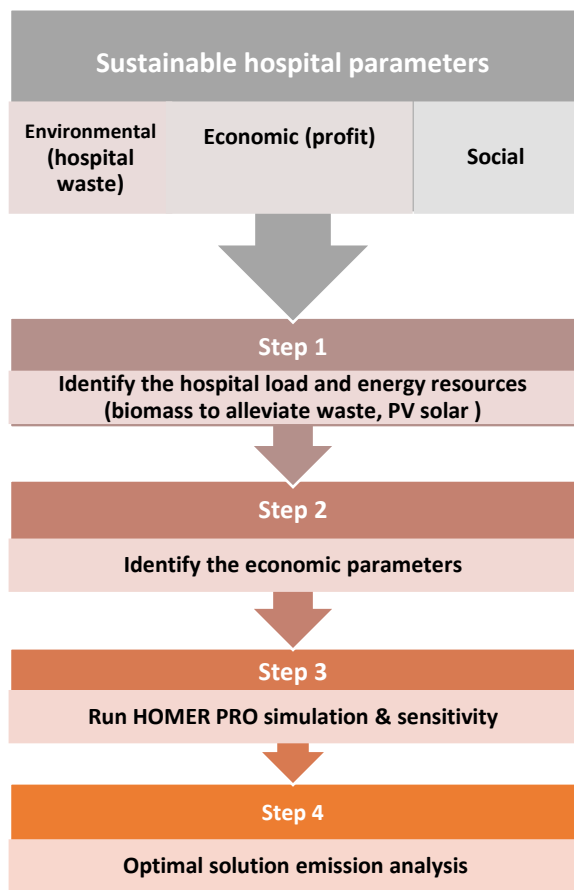 Sustainable hospital parameters
Environmental
(hospital
waste)
Economic (profit)
Social
Step 1
Identify the hospital load and energy resources
(biomass to alleviate waste, PV solar )
Step 2
Identify the economic parameters
Step 3
Run HOMER PRO simulation & sensitivity
Step 4
Optimal solution emission analysis